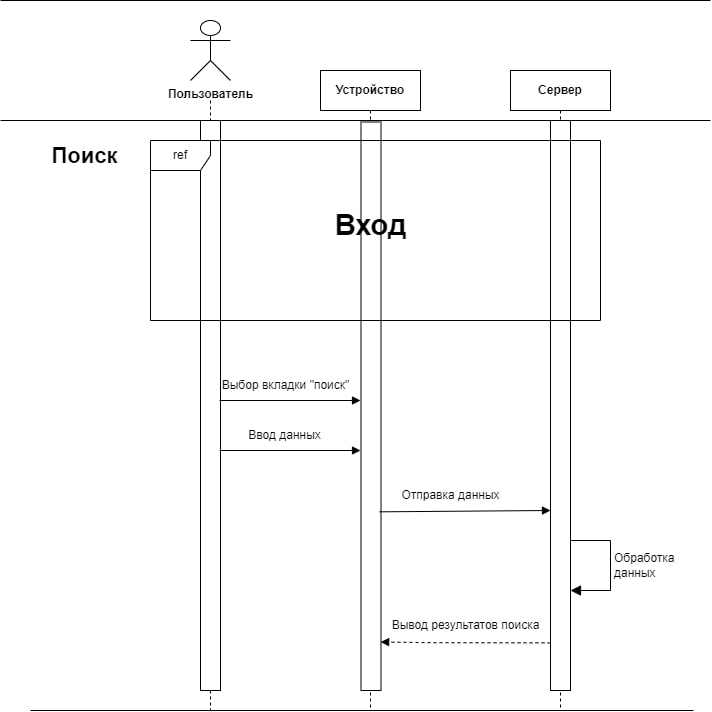 Пользователь
Устройство
Сервер
Поиск
ref
Вход
Выбор вкладки "поиск"
Ввод данных
Отправка данных
Обработка
данных
Вывод результатов поиска